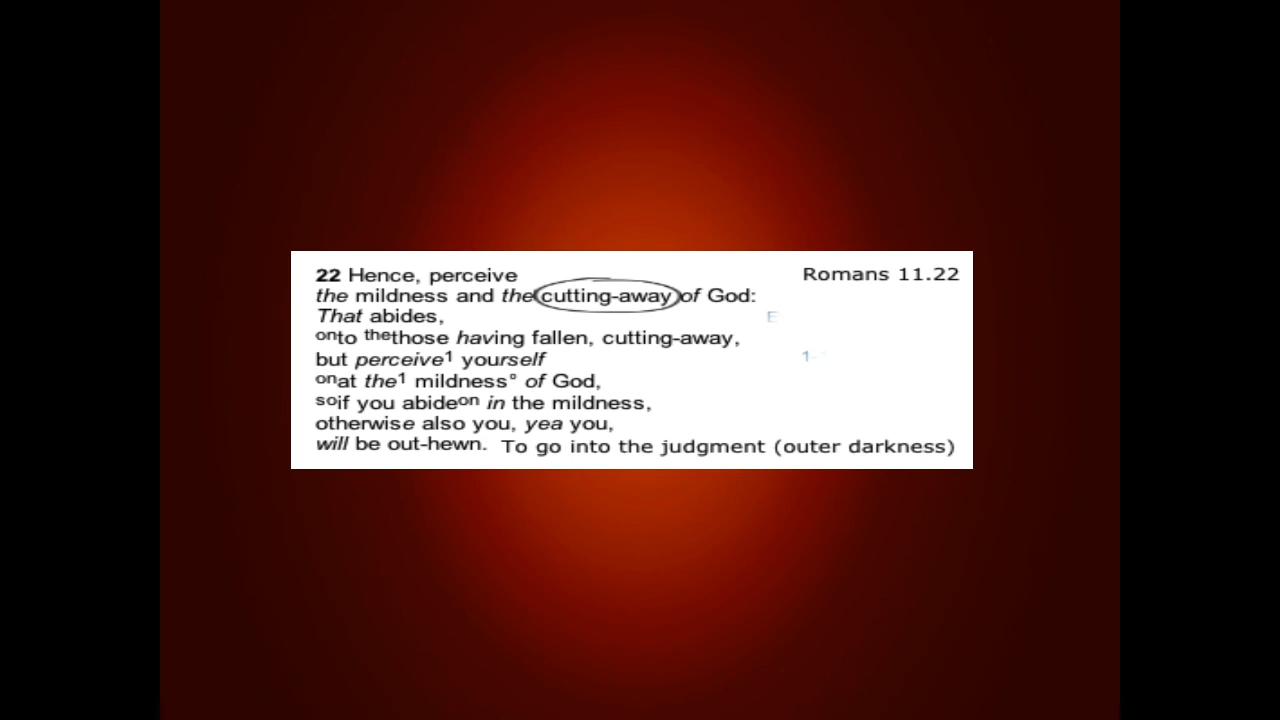 22 Hence, perceive Romans 11.22
the mildness and the cutting-away of God:
That abides,
onto thethose having fallen, cutting-away,
but perceive1 yourself
onat the1 mildness° of God,
soif you abideon in the mildness,
otherwise also you, yea you,
will be out-hewn. To go into the judgment (outer darkness)